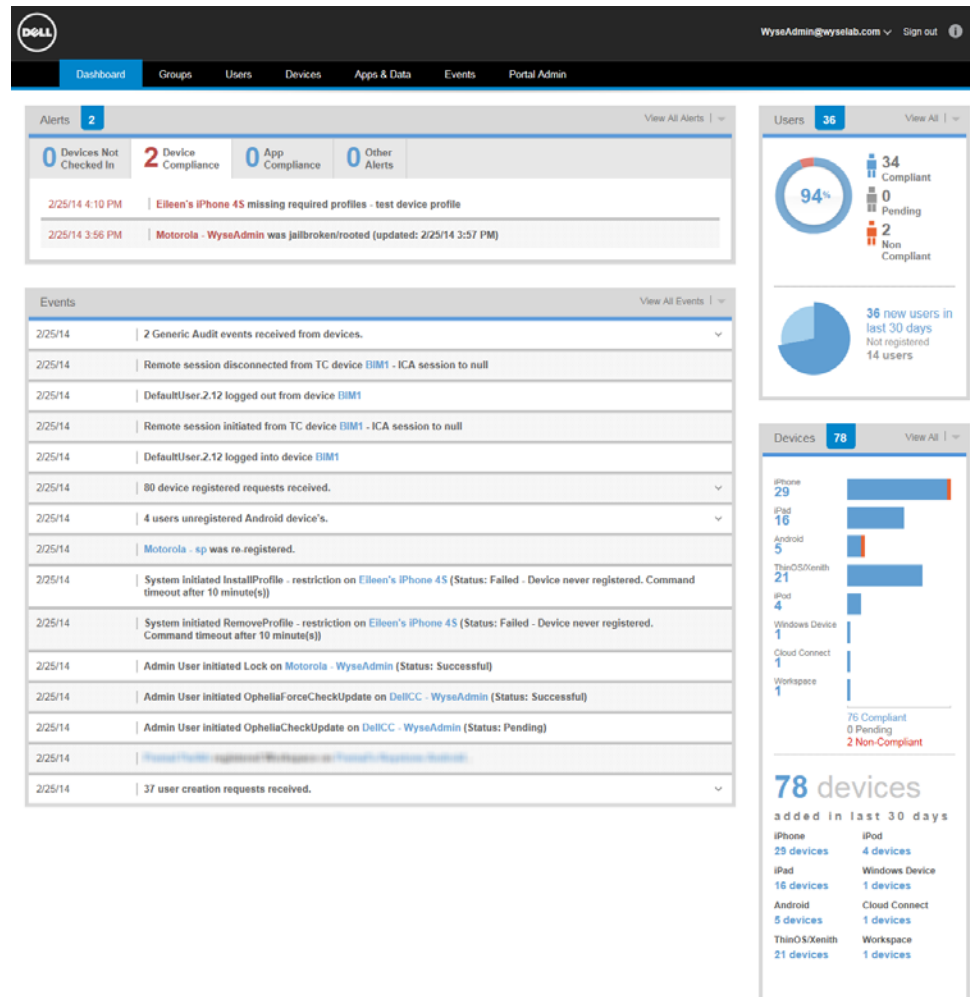 DELL
WyseAdmin@wyselab.com
Sign out
Dashboard
Groups
Users
Devices
Apps & Data
Events
Portal Admin
Alerts 2
View All Alerts
0 Devices Not Checked In
2 Device Compliance
0 App Compliance
0 Other Alerts
2/25/14 4:10 PM Eileen's iPhone 4S missing required profiles - test device profile
2/25/14 3:56 PM Motorola - WyseAdmin was jailbroken/rooted (updated: 2/25/14 3:57 PM)
Events
View All Events
2/25/14 2 Generic Audit events received from devices.
2/25/14 Remote session disconnected from TC device BIM1 - ICA session to null
2/25/14 DefaultUser.2.12 logged out from device BIM1
2/25/14 Remote session initiated from TC device BIM1 - ICA session to null
2/25/14 DefaultUser.2.12 logged into device BIM1
2/25/14 80 device registered requests received.
2/25/14 4 users unregistered Android device's.
2/25/14 Motorola - sp was re-registered.
2/25/14 System initiated InstallProfile - restriction on Eileen's iPhone 4S (Status: Failed - Device never registered. Command
timeout after 10 minute(s))
2/25/14 System initiated RemoveProfile - restriction on Eileen's iPhone 4S (Status: Failed - Device never registered.
Command timeout after 10 minute(s))
2/25/14 Admin User initiated Lock on Motorola - WyseAdmin (Status: Successful)
2/25/14 Admin User initiated OpheliaForceCheckUpdate on DellCC - WyseAdmin (Status: Successful)
2/25/14 Admin User initiated OpheliaCheckUpdate on DellCC - WyseAdmin (Status: Pending)
2/25/14
2/25/14 37 user creation requests received.
Users 36
View All
94%
34
Compliant
0
Pending
2
Non
Compliant
36 new users in
last 30 days
Not registered
14 users
Devices 78
View All
iPhone
29
iPad
16
Android
5
ThinOS/Xenith
21
iPod
4
Windows Device
1
Cloud Connect
1
Workspace
1
76 Compliant
0 Pending
2 Non-Compliant
78 devices
added in last 30 days
iPhone iPod
29 devices 4 devices
iPad Windows Device
16 devices 1 devices
Android Cloud Connect
5 devices 1 devices
ThinOS/Xenith Workspace
21 devices 1 devices